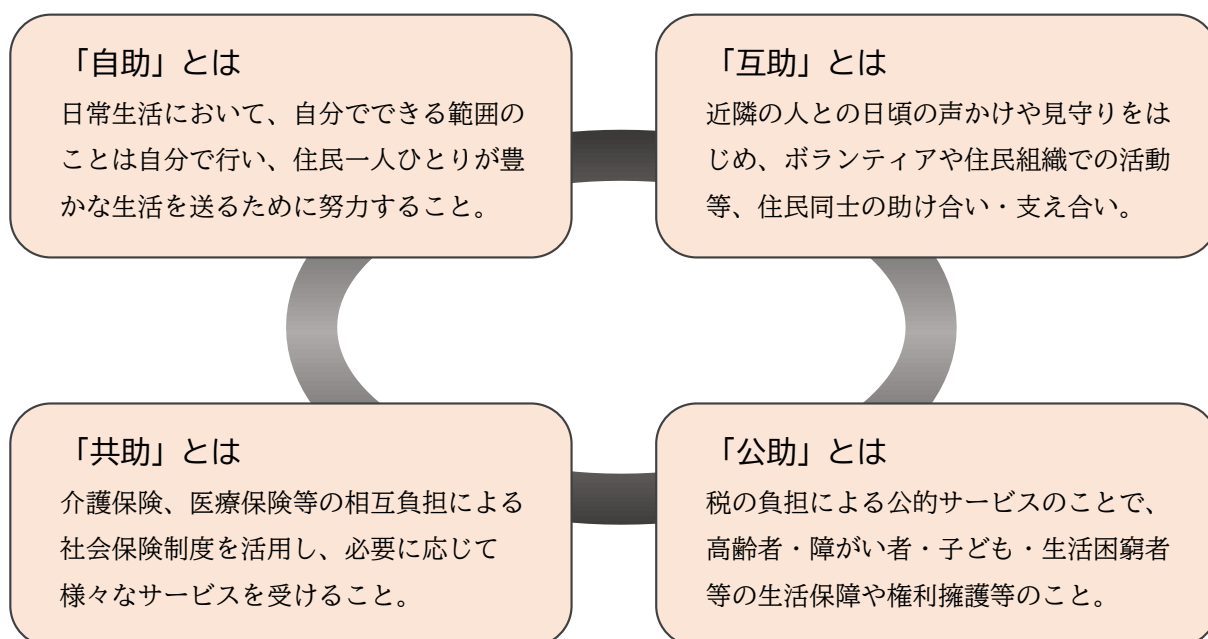 「自助」とは
日常生活において、自分でできる範囲の
ことは自分で行い、住民一人ひとりが豊
かな生活を送るために努力すること。
「互助」とは
近隣の人との日頃の声かけや見守りをは
じめ、ボランティアや住民組織での活動
等、住民同士の助け合い・支え合い。
「共助」とは
介護保険、医療保険等の相互負担による
社会保険制度を活用し、必要に応じて
様々なサービスを受けること。
「公助」とは
税の負担による公的サービスのことで、
高齢者・障がい者・子ども・生活困窮者
等の生活保障や権利擁護等のこと。